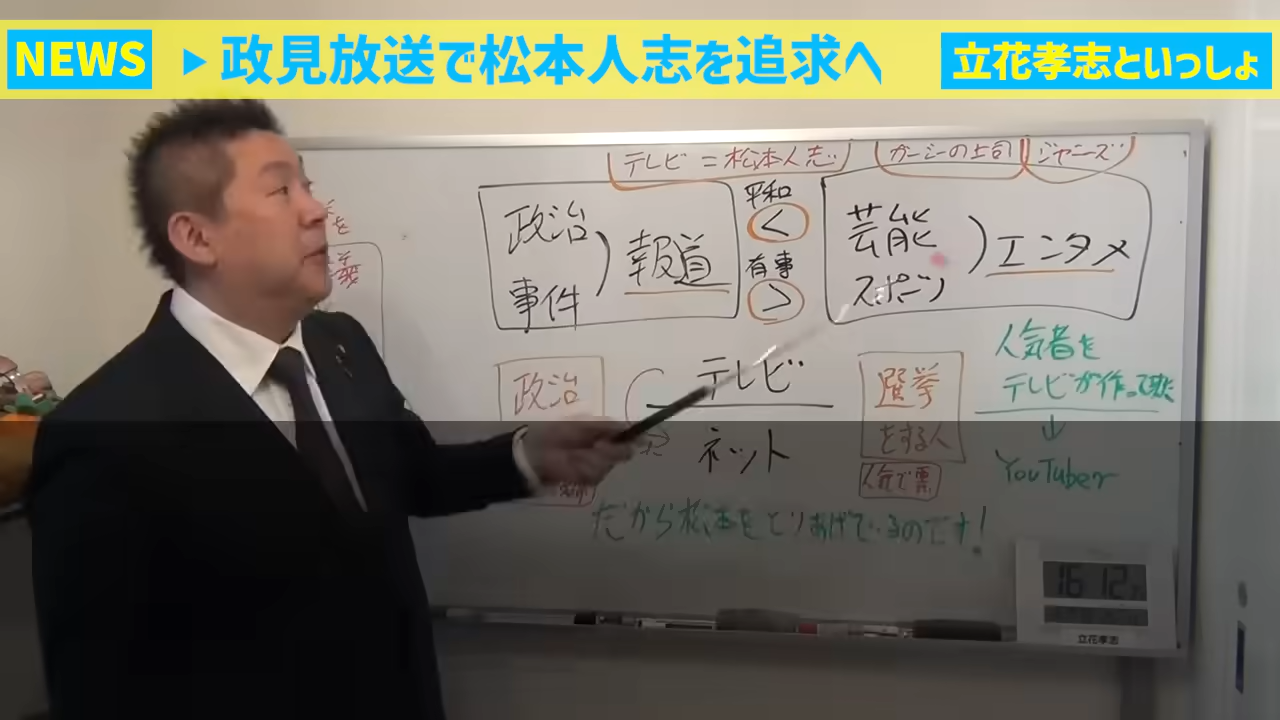 NEWS ▶ 政見放送で松本人志を追求へ
立花孝志といっしょ
テレビ=松本人志
ガーシーの上司
ジャニーズ
平和
<
有事
>
政治
事件
報道
芸能
スポーツ
エンタメ
政治
テレビ
ネット
選挙
をする人
人気で票
人気者を
テレビが作って来た
↓
YouTuber
だから松本をとりあげているのです!
16 12
立花孝志